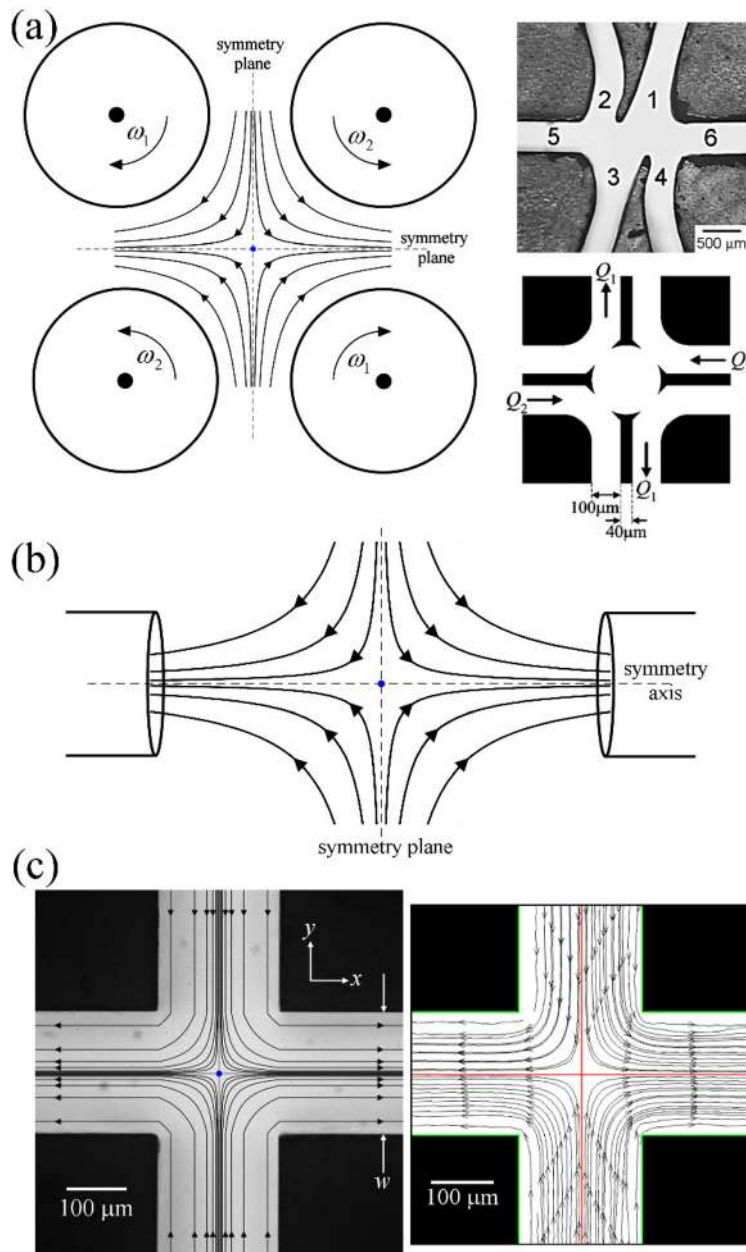 (a)
symmetry
plane
ω₁
ω₂
symmetry
plane
ω₂
ω₁
2
1
5
6
3
4
500 μm
Q₁
Q₂
Q₁
100μm
40μm
(b)
symmetry
axis
symmetry plane
(c)
y
x
w
100 μm
100 μm